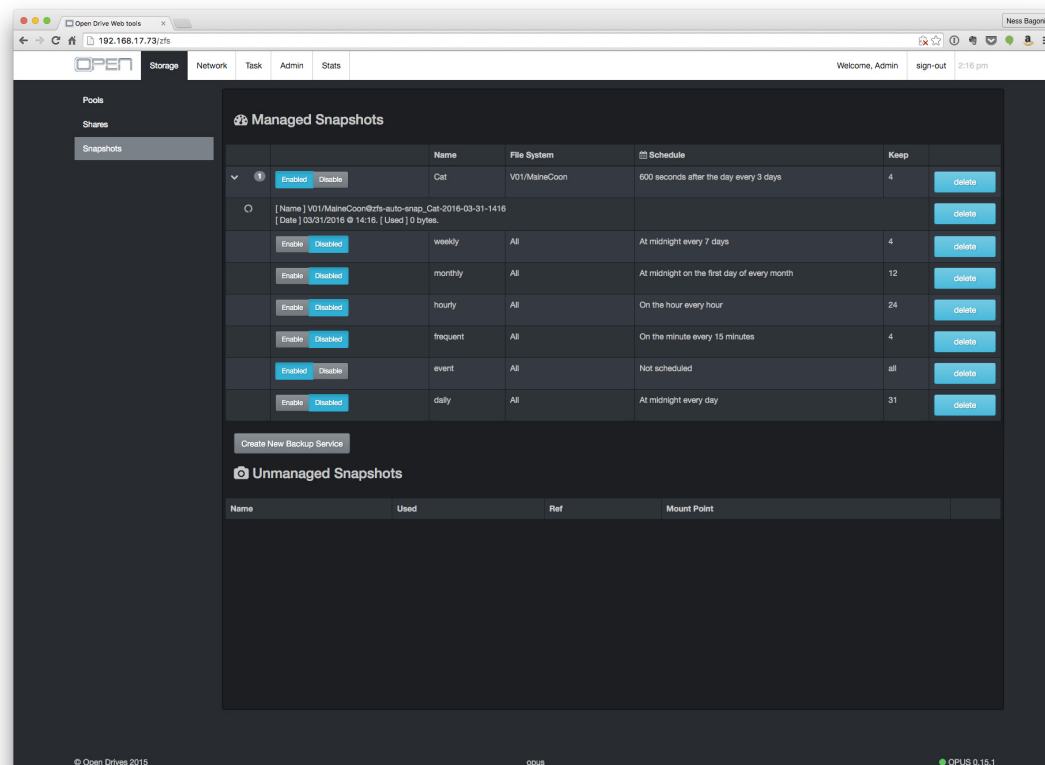 Open Drive Web tools
Ness Bagoni
192.168.17.73/zfs
OPEN Storage Network Task Admin Stats Welcome, Admin sign-out 2:16 pm
Pools
Shares
Snapshots
Managed Snapshots
Name File System Schedule Keep
1 Enabled Disable Cat V01/MaineCoon 600 seconds after the day every 3 days 4 delete
[ Name ] V01/MaineCoon@zfs-auto-snap_Cat-2016-03-31-1416 delete
[ Date ] 03/31/2016 @ 14:16. [ Used ] 0 bytes.
Enable Disabled weekly All At midnight every 7 days 4 delete
Enable Disabled monthly All At midnight on the first day of every month 12 delete
Enable Disabled hourly All On the hour every hour 24 delete
Enable Disabled frequent All On the minute every 15 minutes 4 delete
Enabled Disable event All Not scheduled all delete
Enable Disabled daily All At midnight every day 31 delete
Create New Backup Service
Unmanaged Snapshots
Name Used Ref Mount Point
© Open Drives 2015 opus OPUS 0.15.1